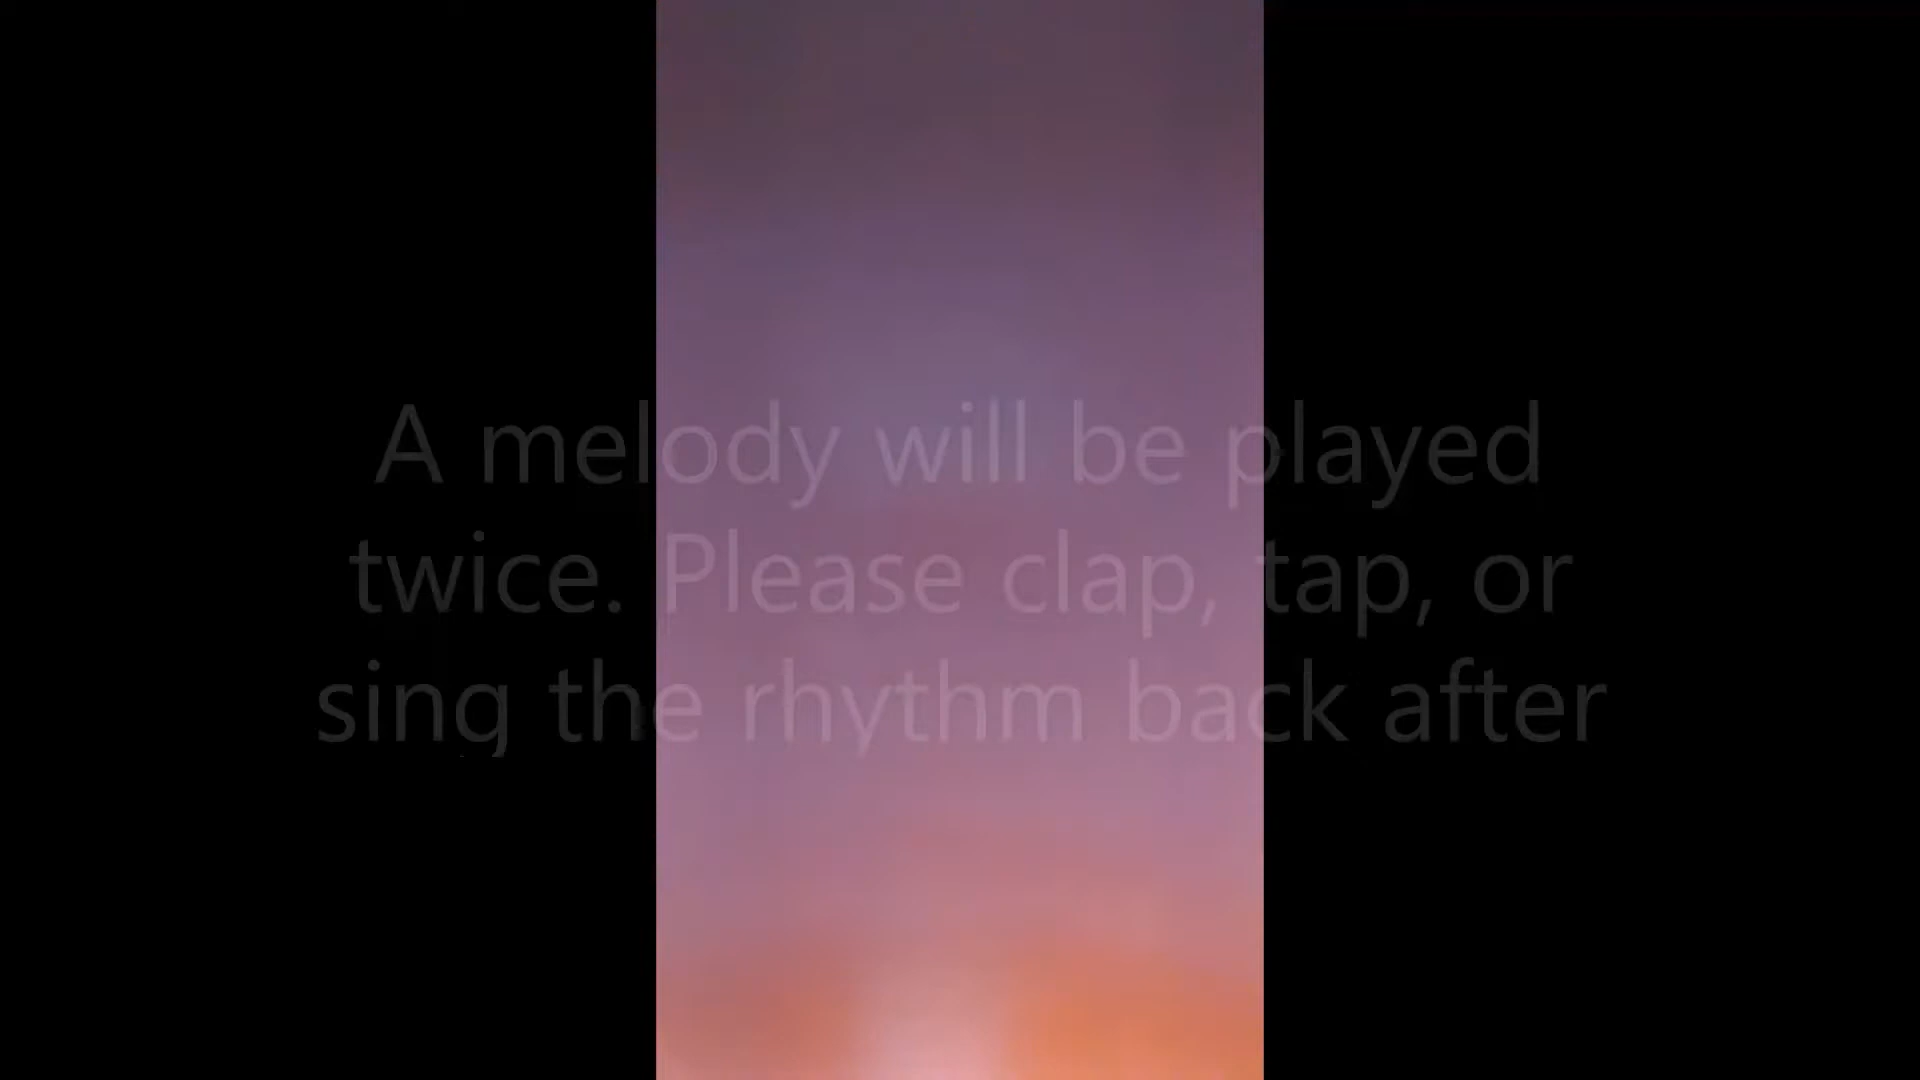 A melody will be played
twice. Please clap, tap, or
sing the rhythm back after